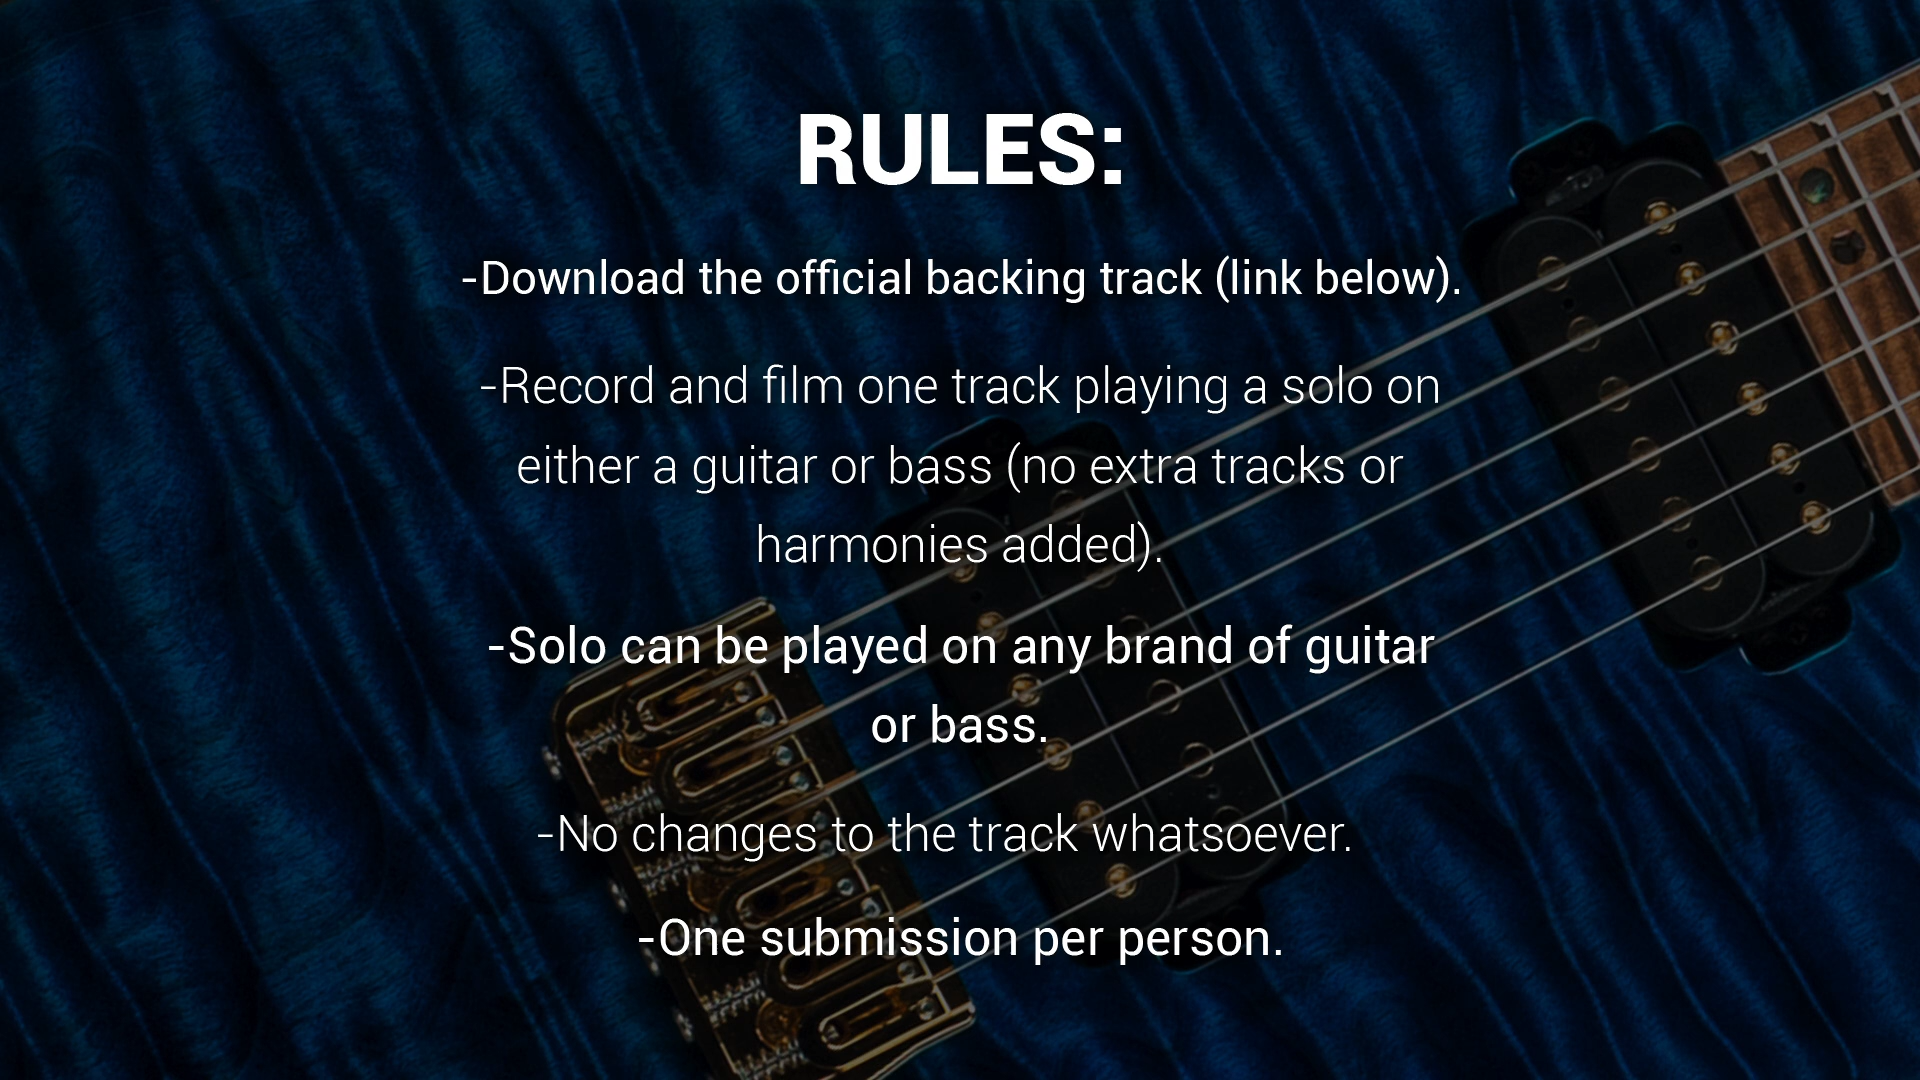 RULES:
-Download the official backing track (link below).
-Record and film one track playing a solo on
either a guitar or bass (no extra tracks or
harmonies added).
-Solo can be played on any brand of guitar
or bass.
-No changes to the track whatsoever.
-One submission per person.